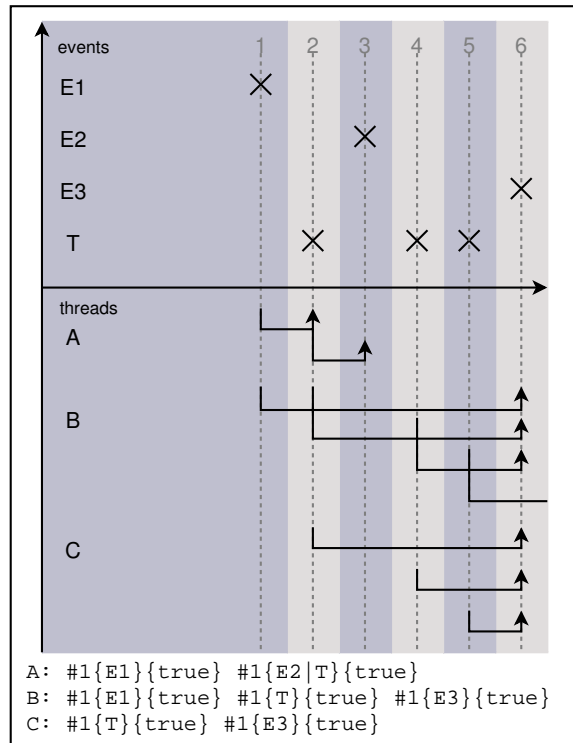 events 1 2 3 4 5 6
E1
E2
E3
T
threads
A
B
C
A: #1{E1}{true} #1{E2|T}{true}
B: #1{E1}{true} #1{T}{true} #1{E3}{true}
C: #1{T}{true} #1{E3}{true}